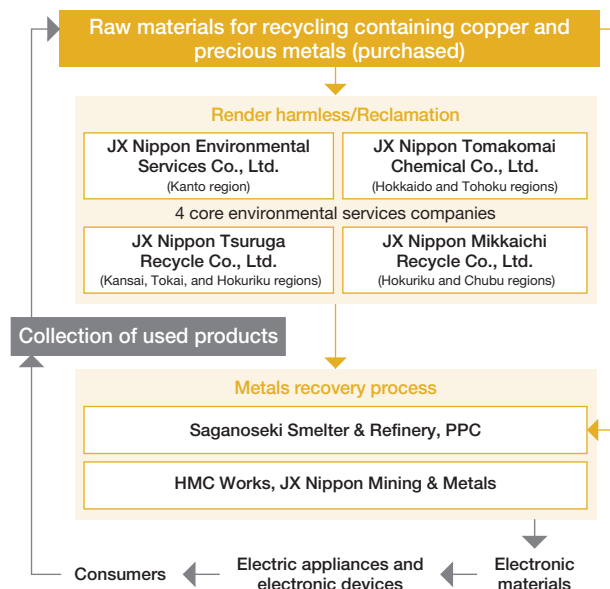 Raw materials for recycling containing copper and
precious metals (purchased)
Render harmless/Reclamation
JX Nippon Environmental
Services Co., Ltd.
(Kanto region)
JX Nippon Tomakomai
Chemical Co., Ltd.
(Hokkaido and Tohoku regions)
4 core environmental services companies
JX Nippon Tsuruga
Recycle Co., Ltd.
(Kansai, Tokai, and Hokuriku regions)
JX Nippon Mikkaichi
Recycle Co., Ltd.
(Hokuriku and Chubu regions)
Collection of used products
Metals recovery process
Saganoseki Smelter & Refinery, PPC
HMC Works, JX Nippon Mining & Metals
Consumers
Electric appliances and
electronic devices
Electronic
materials